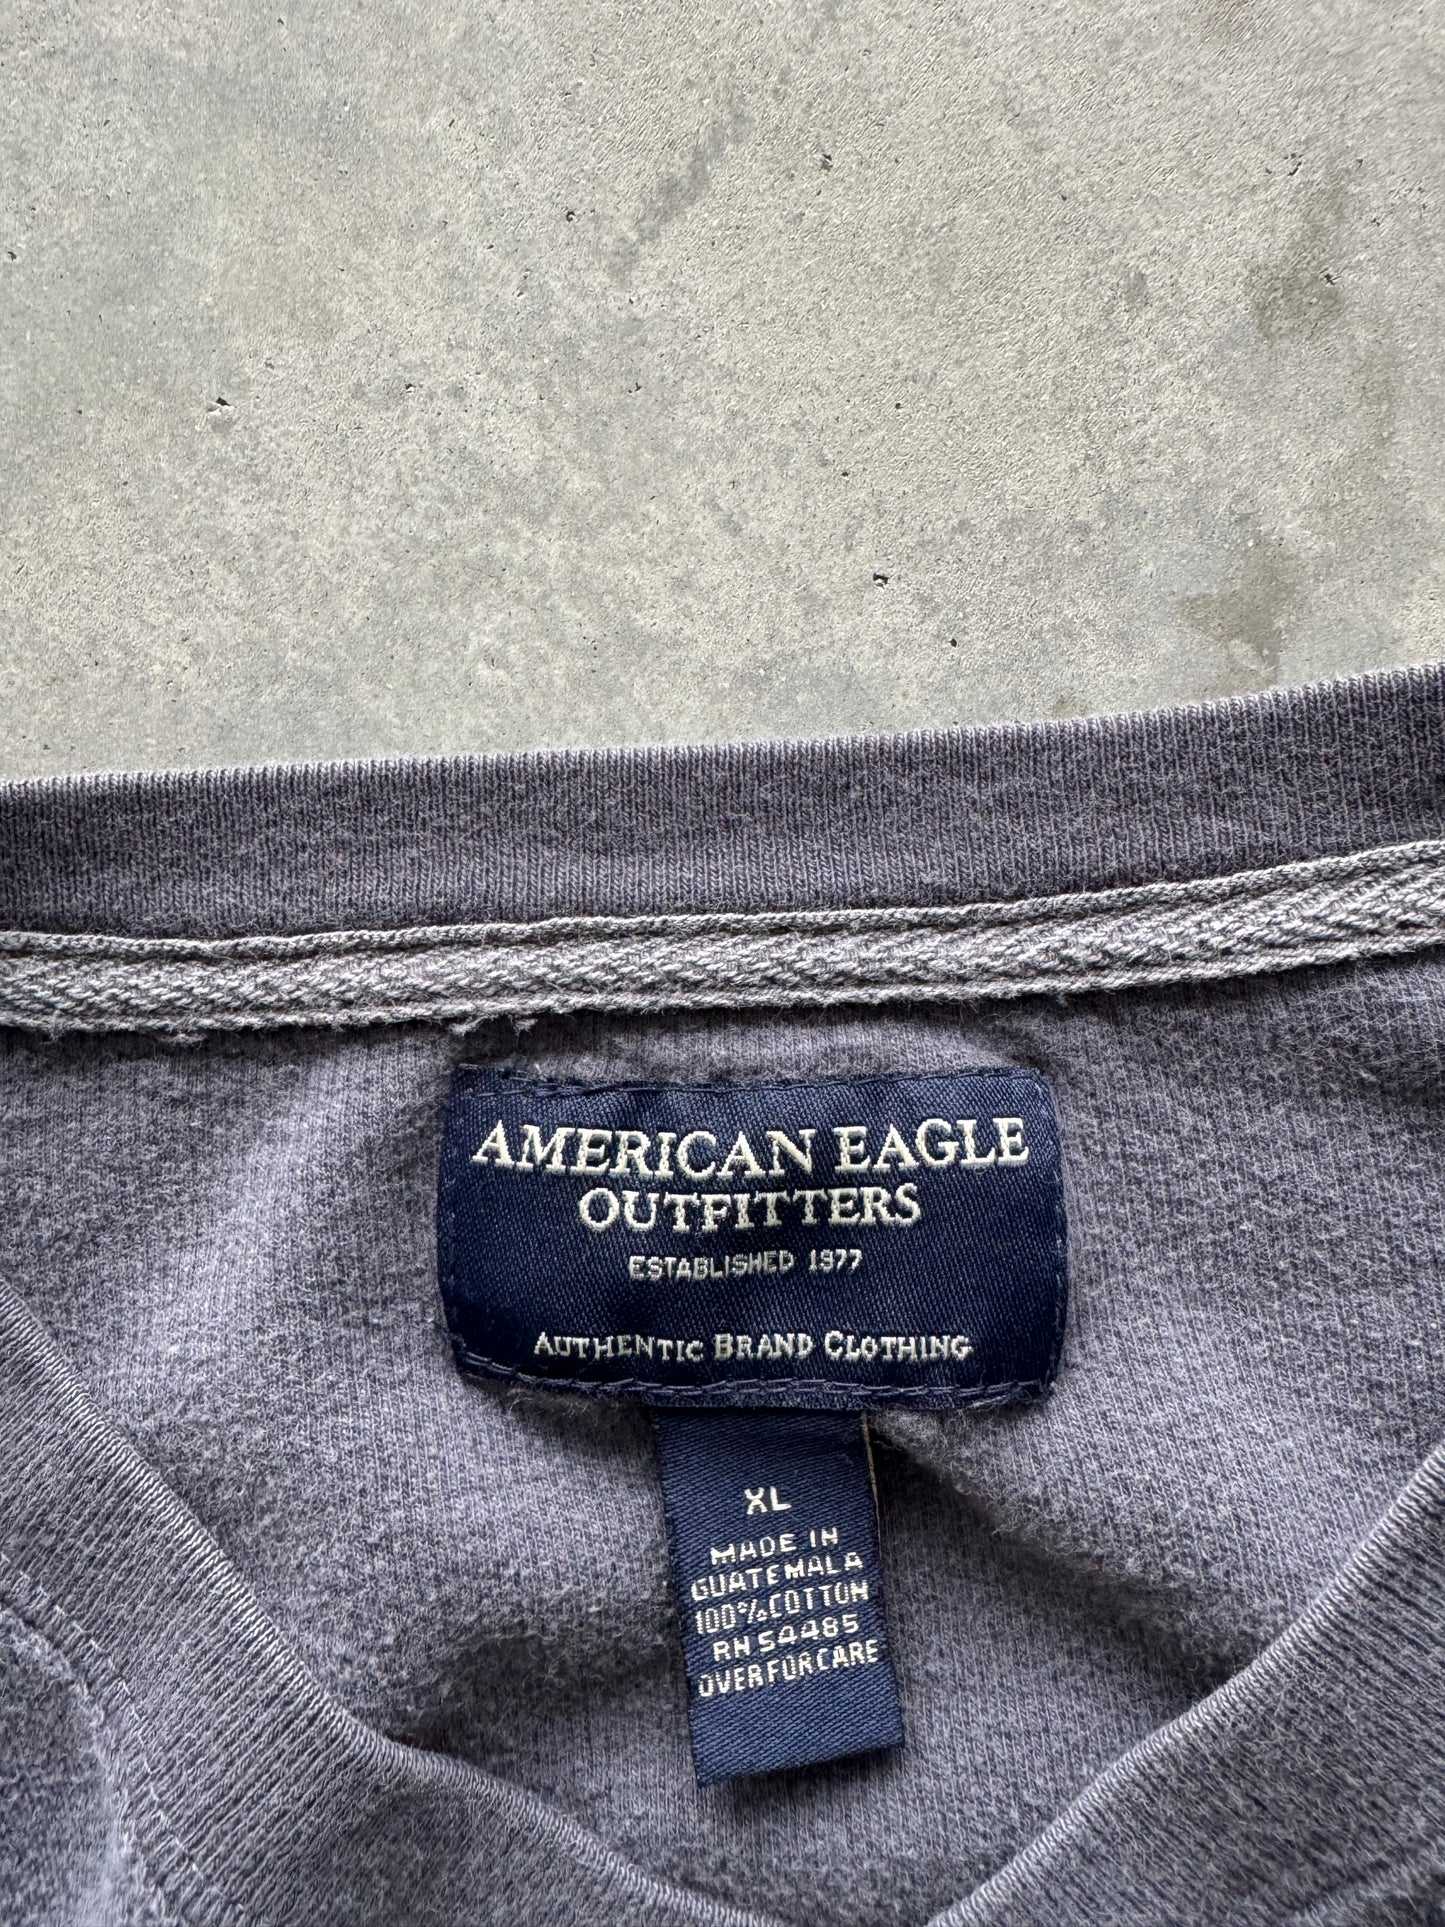 AMERICAN EAGLE
OUTFITTERS
ESTABLISHED 1977
AUTHENTIC BRAND CLOTHING
XL
MADE IN
GUATEMALA
100% COTTON
RN 54485
OVER FOR CARE